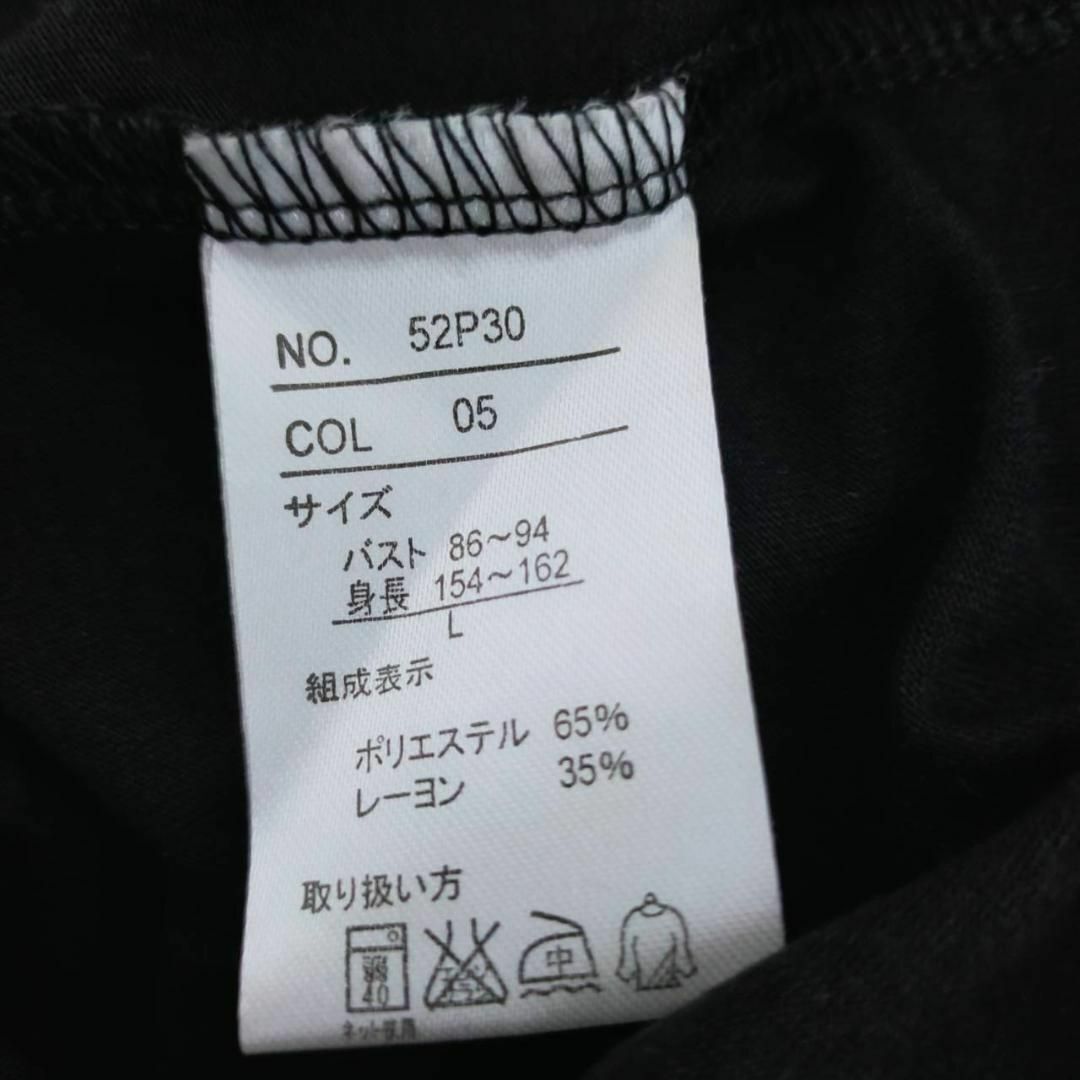 NO. 52P30
COL 05
サイズ
バスト 86～94
身長 154～162
L
組成表示
ポリエステル 65%
レーヨン 35%
取り扱い方
40 中
ネット使用